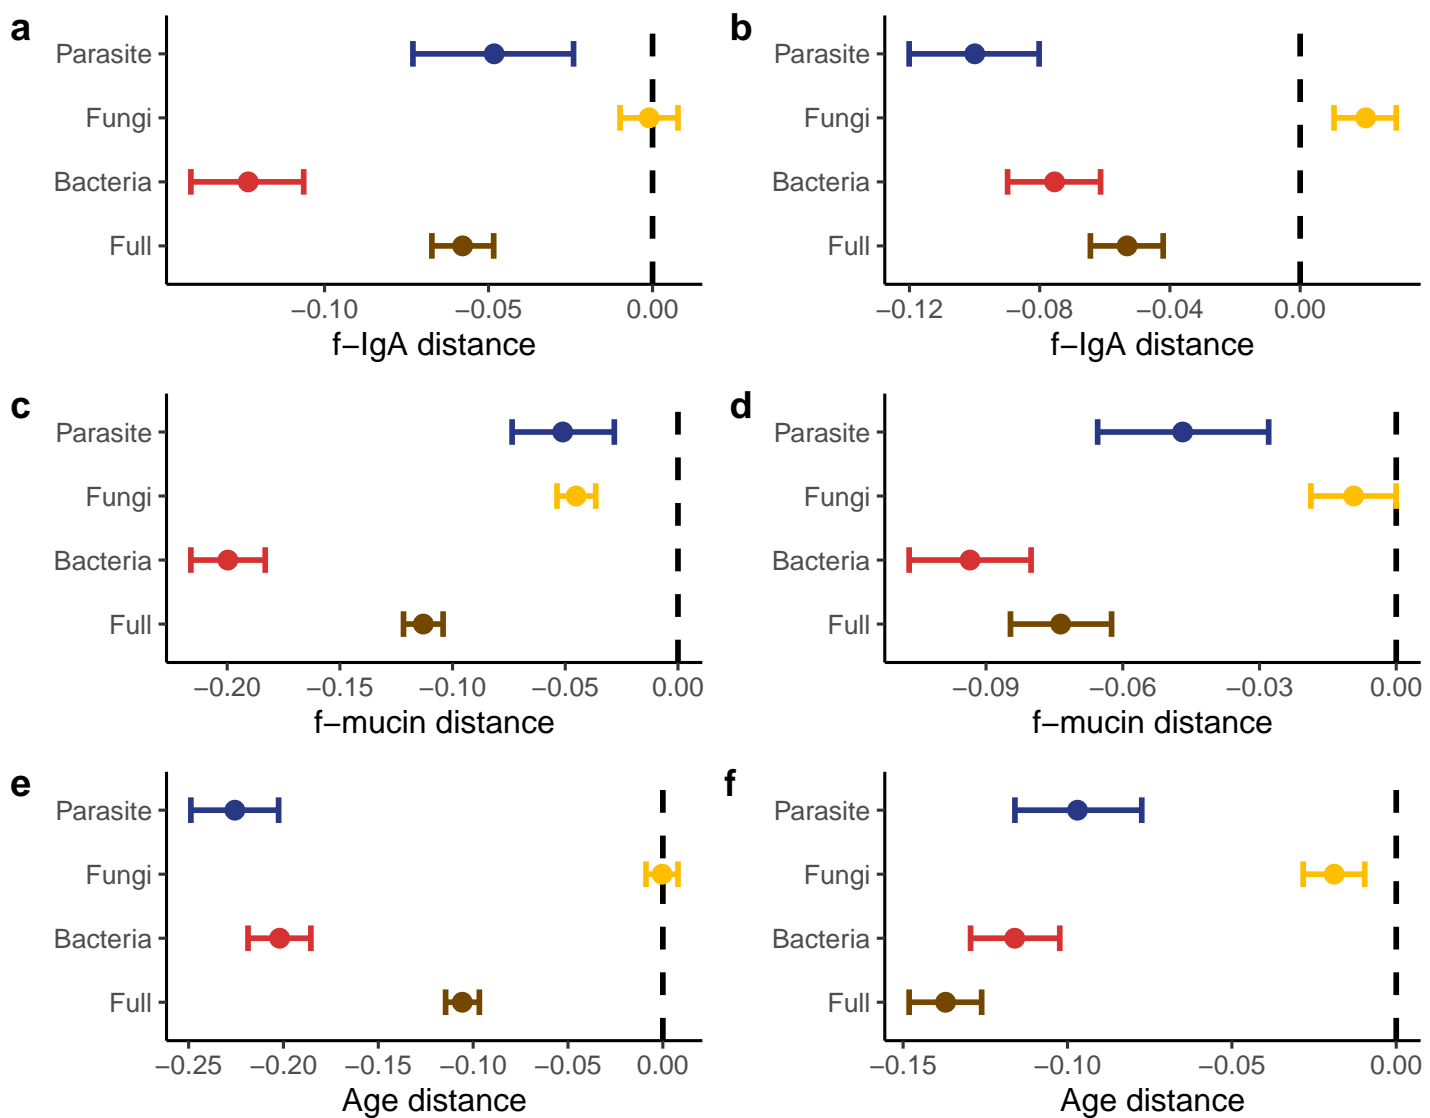 a
Parasite
Fungi
Bacteria
Full
−0.10 −0.05 0.00
f−IgA distance
b
Parasite
Fungi
Bacteria
Full
−0.12 −0.08 −0.04 0.00
f−IgA distance
c
Parasite
Fungi
Bacteria
Full
−0.20 −0.15 −0.10 −0.05 0.00
f−mucin distance
d
Parasite
Fungi
Bacteria
Full
−0.09 −0.06 −0.03 0.00
f−mucin distance
e
Parasite
Fungi
Bacteria
Full
−0.25 −0.20 −0.15 −0.10 −0.05 0.00
Age distance
f
Parasite
Fungi
Bacteria
Full
−0.15 −0.10 −0.05 0.00
Age distance